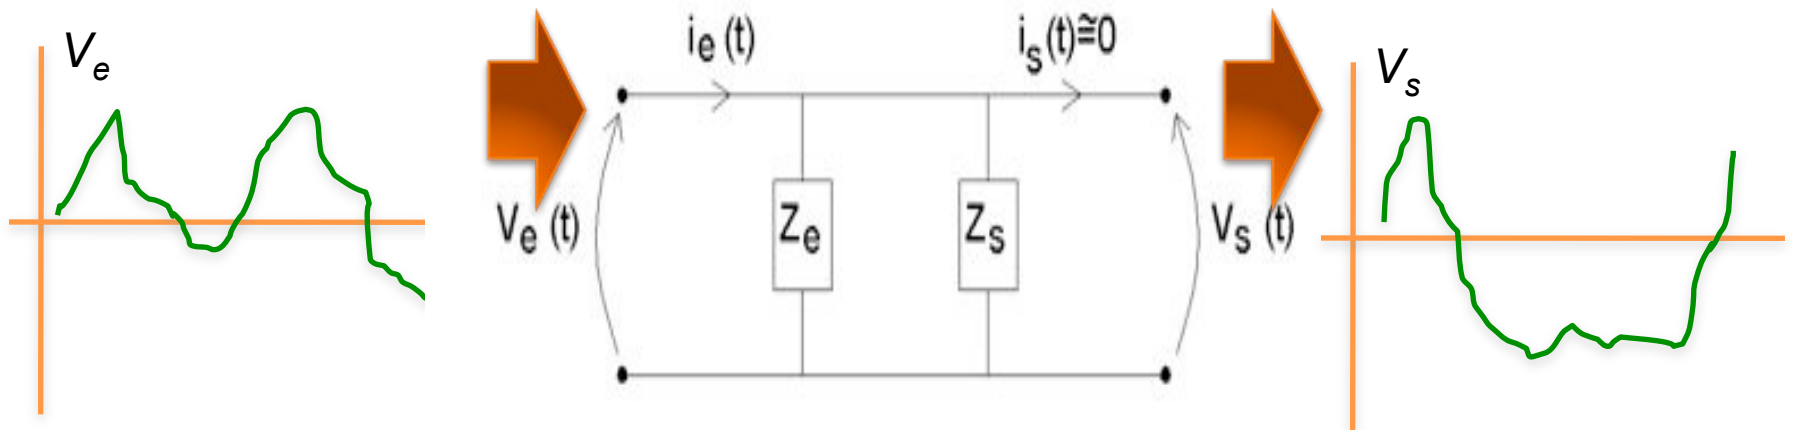 Ve
ie (t)
is(t)≅0
Vs
Ve (t)
Ze
Zs
Vs (t)